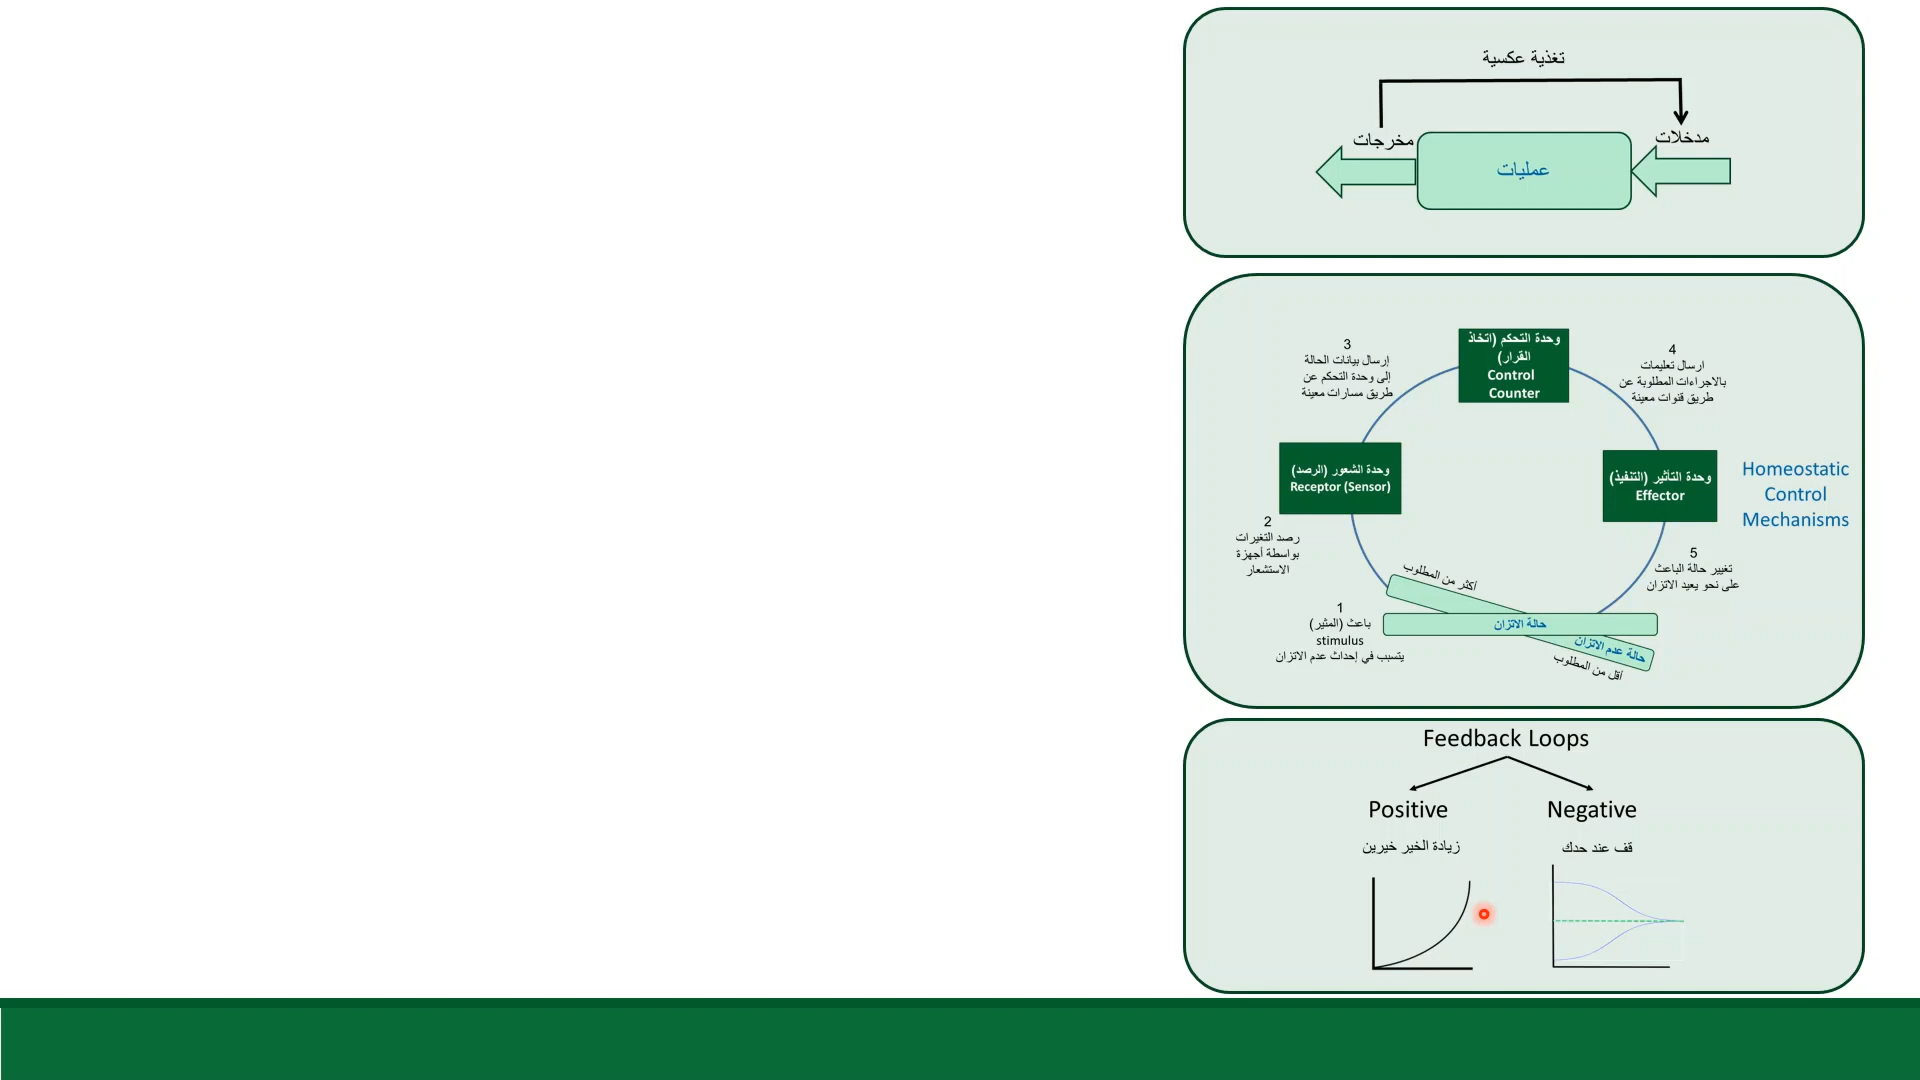 تغذية عكسية
مدخلات
مخرجات
عمليات
وحدة التحكم (اتخاذ
القرار)
Control
Counter
3
إرسال بيانات الحالة
إلى وحدة التحكم عن
طريق مسارات معينة
4
ارسال تعليمات
بالاجراءات المطلوبة عن
طريق قنوات معينة
وحدة الشعور (الرصد)
Receptor (Sensor)
وحدة التأثير (التنفيذ)
Effector
Homeostatic
Control
Mechanisms
2
رصد التغيرات
بواسطة أجهزة
الاستشعار
5
تغيير حالة الباعث
على نحو يعيد الاتزان
أكثر من المطلوب
1
باعث (المثير)
stimulus
يتسبب في إحداث عدم الاتزان
حالة الاتزان
حالة عدم الاتزان
أقل من المطلوب
Feedback Loops
Positive
Negative
زيادة الخير خيرين
قف عند حدك